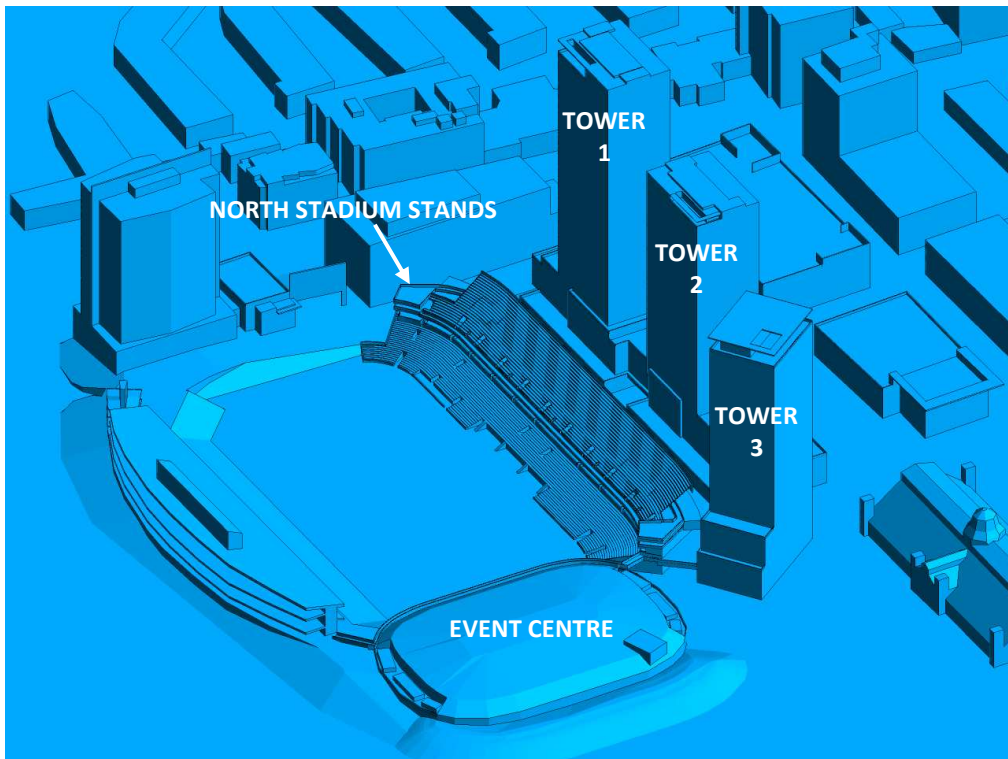 TOWER
1
NORTH STADIUM STANDS
TOWER
2
TOWER
3
EVENT CENTRE